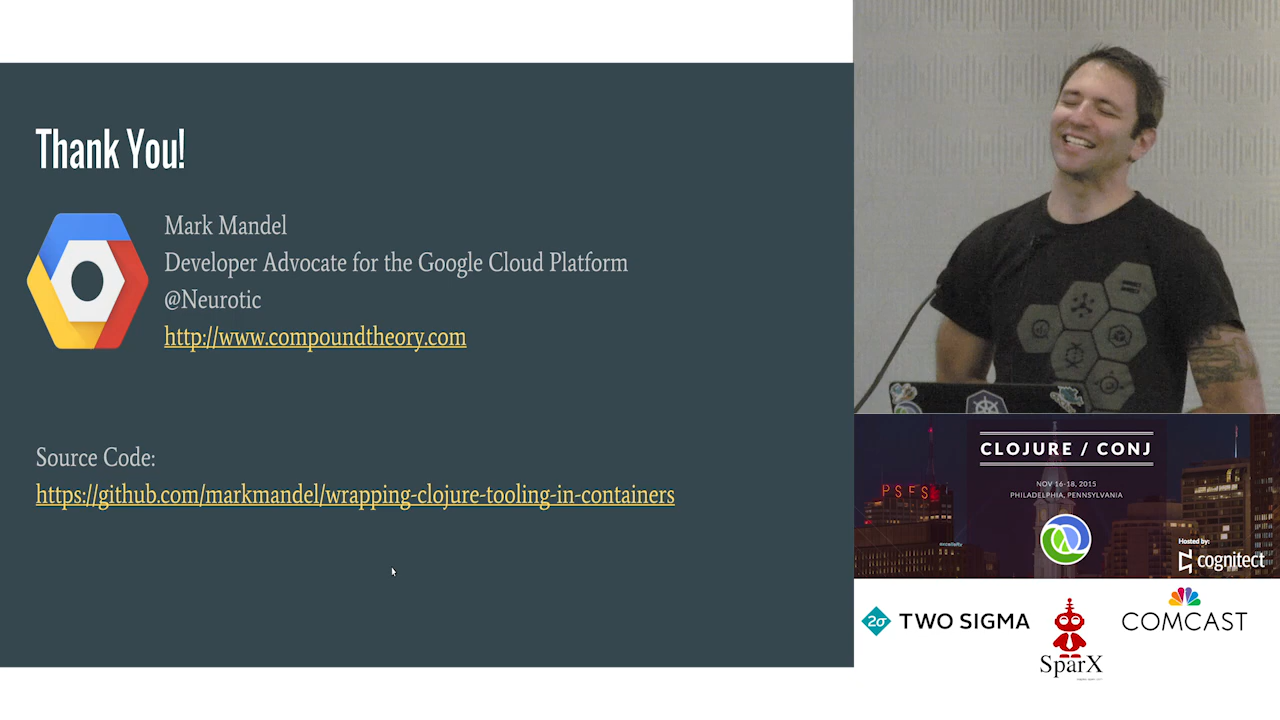 Thank You!
Mark Mandel
Developer Advocate for the Google Cloud Platform
@Neurotic
http://www.compoundtheory.com
Source Code:
https://github.com/markmandel/wrapping-clojure-tooling-in-containers
CLOJURE / CONJ
NOV 16-18, 2015
PHILADELPHIA, PENNSYLVANIA
PSFS
Hosted by:
cognitect
2σ TWO SIGMA
SparX
COMCAST